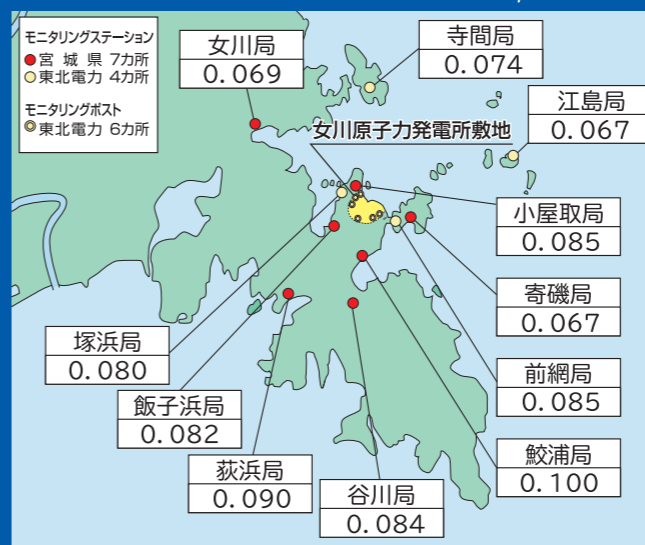 モニタリングステーション
宮城県 7カ所
東北電力 4カ所
モニタリングポスト
東北電力 6カ所
女川局
0.069
寺間局
0.074
江島局
0.067
女川原子力発電所敷地
小屋取局
0.085
寄磯局
0.067
前網局
0.085
鮫浦局
0.100
塚浜局
0.080
飯子浜局
0.082
荻浜局
0.090
谷川局
0.084